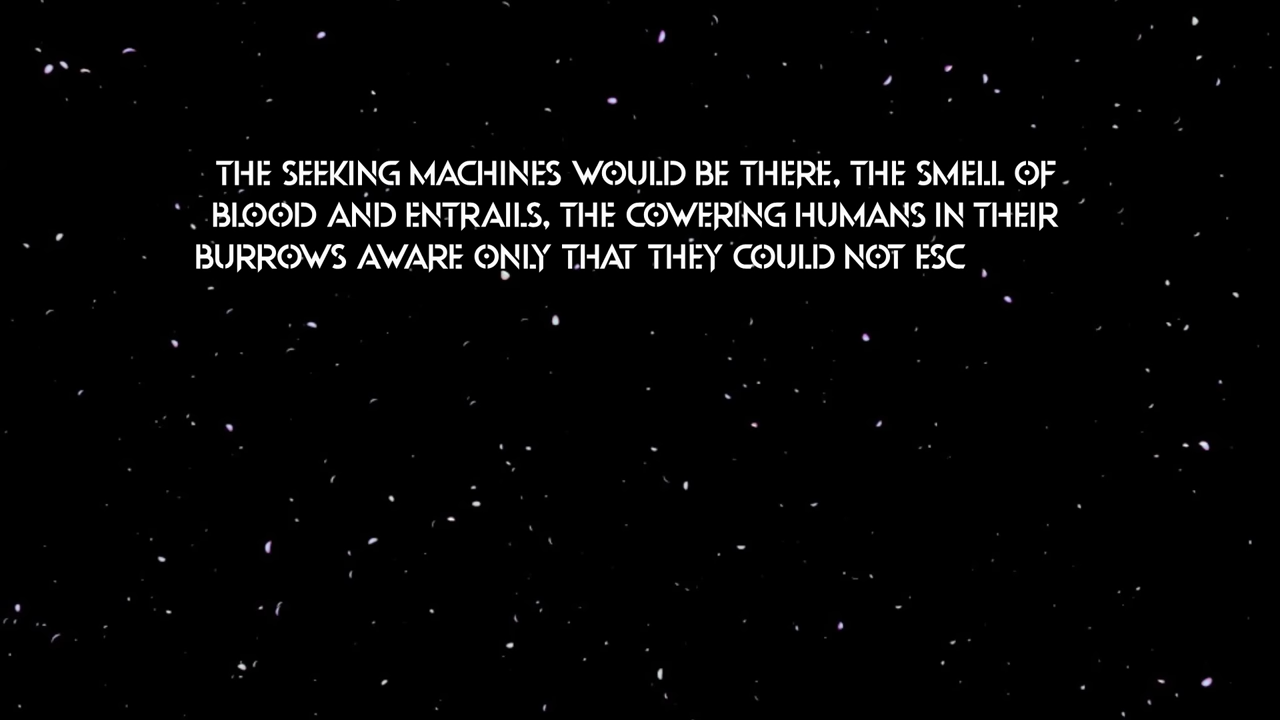 THE SEEKING MACHINES WOULD BE THERE, THE SMELL OF
BLOOD AND ENTRAILS, THE COWERING HUMANS IN THEIR
BURROWS AWARE ONLY THAT THEY COULD NOT ESC